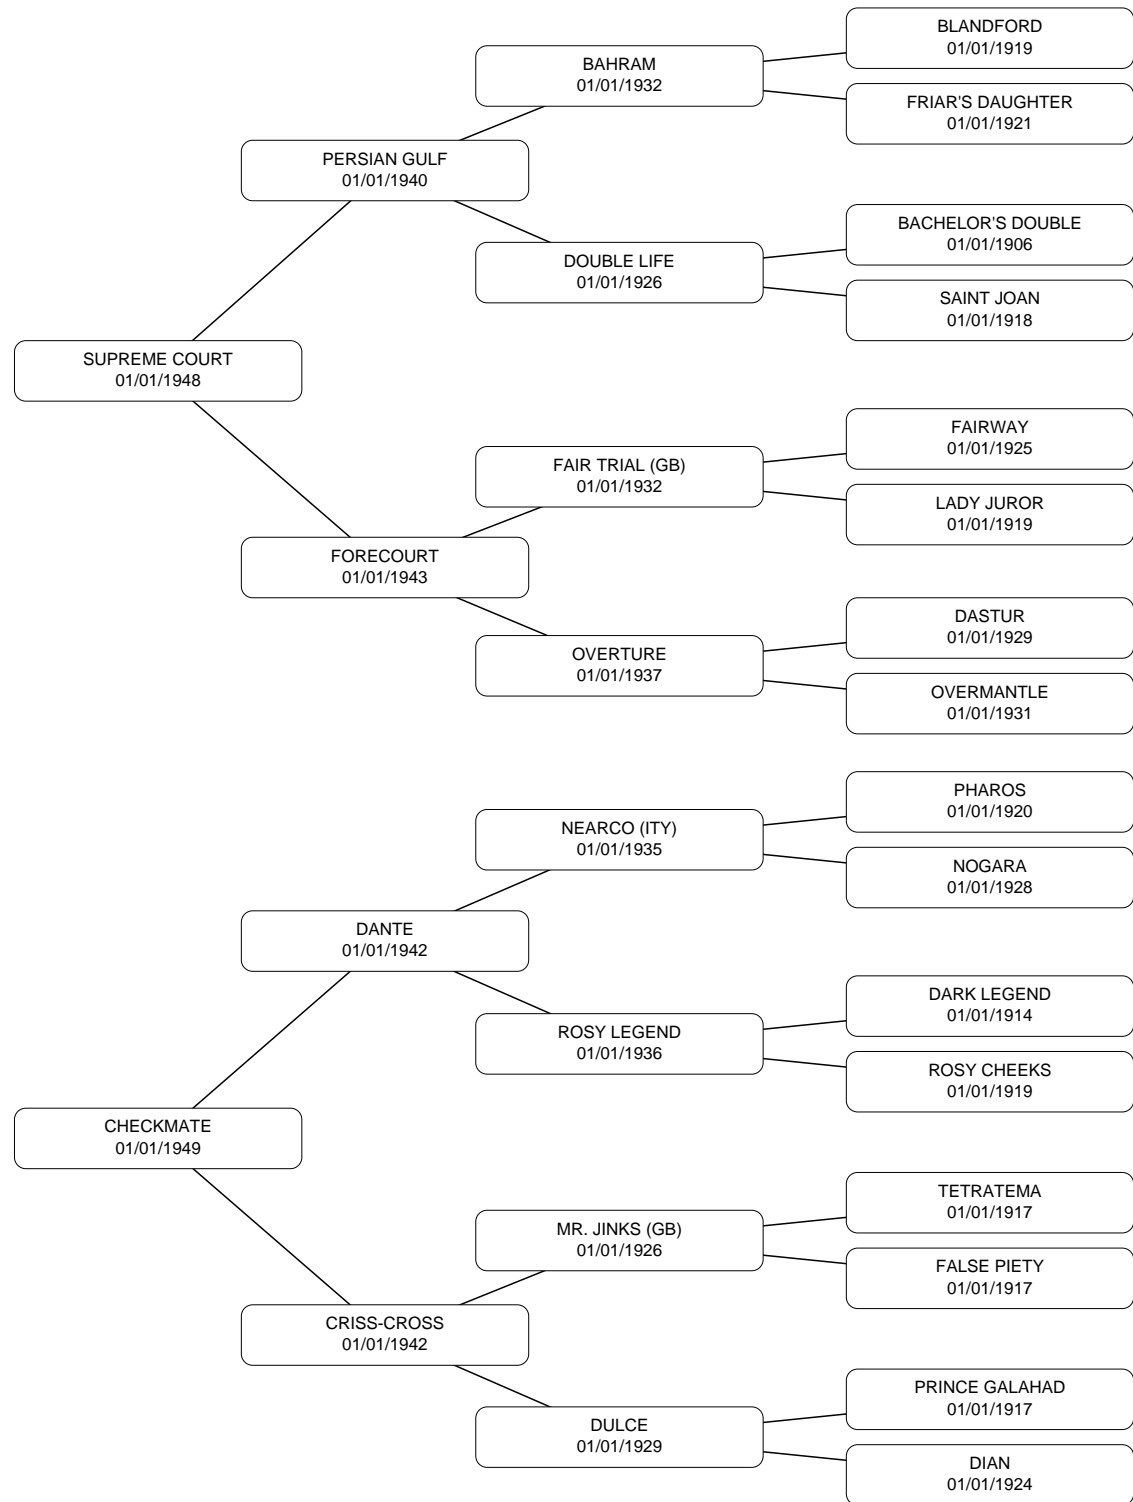 BLANDFORD
01/01/1919
BAHRAM
01/01/1932
FRIAR'S DAUGHTER
01/01/1921
PERSIAN GULF
01/01/1940
BACHELOR'S DOUBLE
01/01/1906
DOUBLE LIFE
01/01/1926
SAINT JOAN
01/01/1918
SUPREME COURT
01/01/1948
FAIRWAY
01/01/1925
FAIR TRIAL (GB)
01/01/1932
LADY JUROR
01/01/1919
FORECOURT
01/01/1943
DASTUR
01/01/1929
OVERTURE
01/01/1937
OVERMANTLE
01/01/1931
PHAROS
01/01/1920
NEARCO (ITY)
01/01/1935
NOGARA
01/01/1928
DANTE
01/01/1942
DARK LEGEND
01/01/1914
ROSY LEGEND
01/01/1936
ROSY CHEEKS
01/01/1919
CHECKMATE
01/01/1949
TETRATEMA
01/01/1917
MR. JINKS (GB)
01/01/1926
FALSE PIETY
01/01/1917
CRISS-CROSS
01/01/1942
PRINCE GALAHAD
01/01/1917
DULCE
01/01/1929
DIAN
01/01/1924